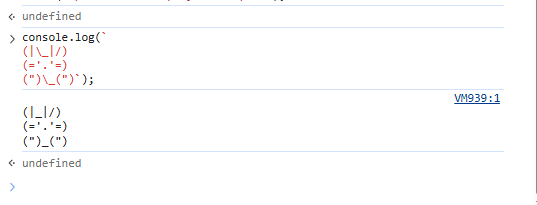 undefined
console.log(`
(|\_|/)
(='.'=)
(")\_(")`);
VM939:1
(|_|/)
(='.'=)
(")_(")
undefined